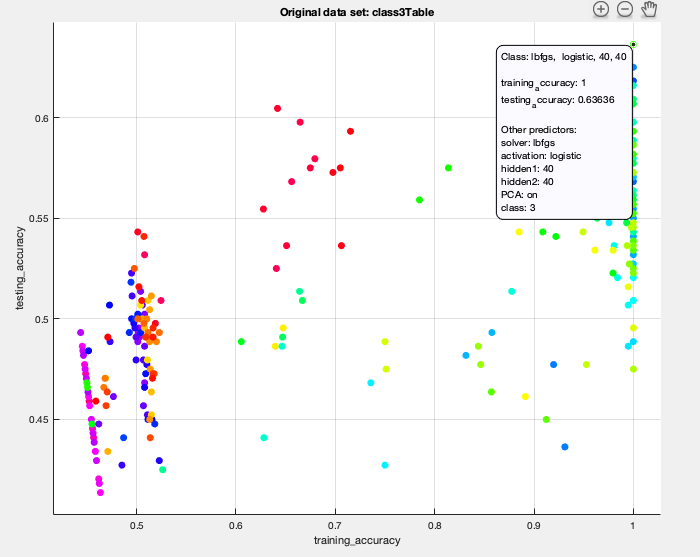 Original data set: class3Table
Class: lbfgs, logistic, 40, 40
training_accuracy: 1
testing_accuracy: 0.63636
Other predictors:
solver: lbfgs
activation: logistic
hidden1: 40
hidden2: 40
PCA: on
class: 3
testing_accuracy
0.6
0.55
0.5
0.45
0.5
0.6
0.7
0.8
0.9
1
training_accuracy